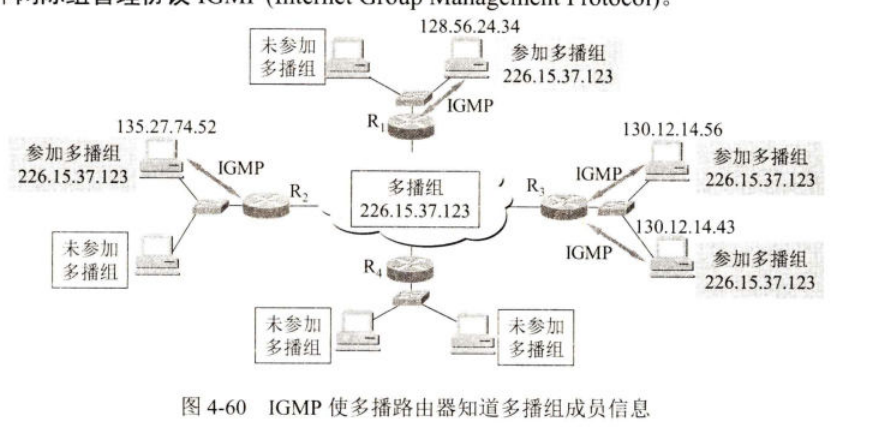 网际组管理协议 IGMP (Internet Group Management Protocol)。
未参加
多播组
128.56.24.34
参加多播组
226.15.37.123
R1
IGMP
135.27.74.52
参加多播组
226.15.37.123
IGMP
R2
未参加
多播组
多播组
226.15.37.123
R3
IGMP
130.12.14.56
参加多播组
226.15.37.123
IGMP
130.12.14.43
参加多播组
226.15.37.123
R4
未参加
多播组
未参加
多播组
图 4-60 IGMP 使多播路由器知道多播组成员信息